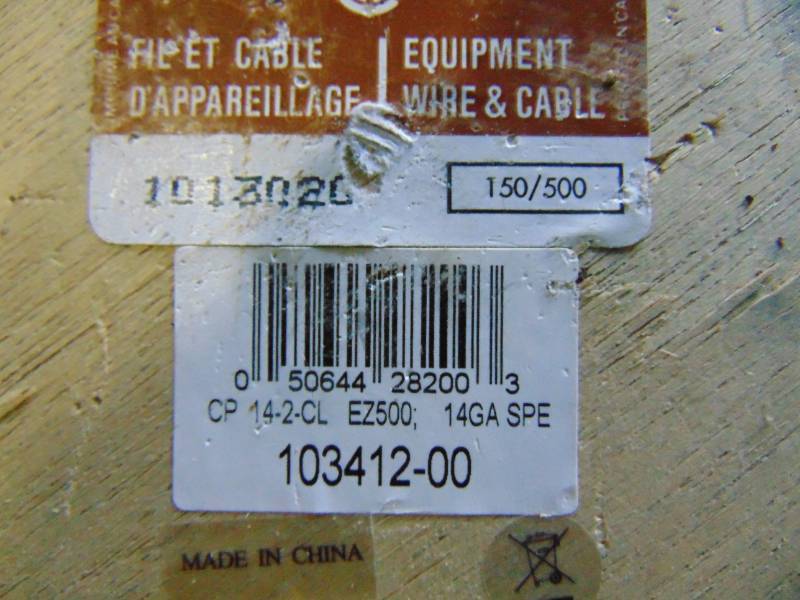 FIL ET CABLE
D'APPAREILLAGE
EQUIPMENT
WIRE & CABLE
1013020
150/500
0 50644 28200 3
CP 14-2-CL EZ500; 14GA SPE
103412-00
MADE IN CHINA